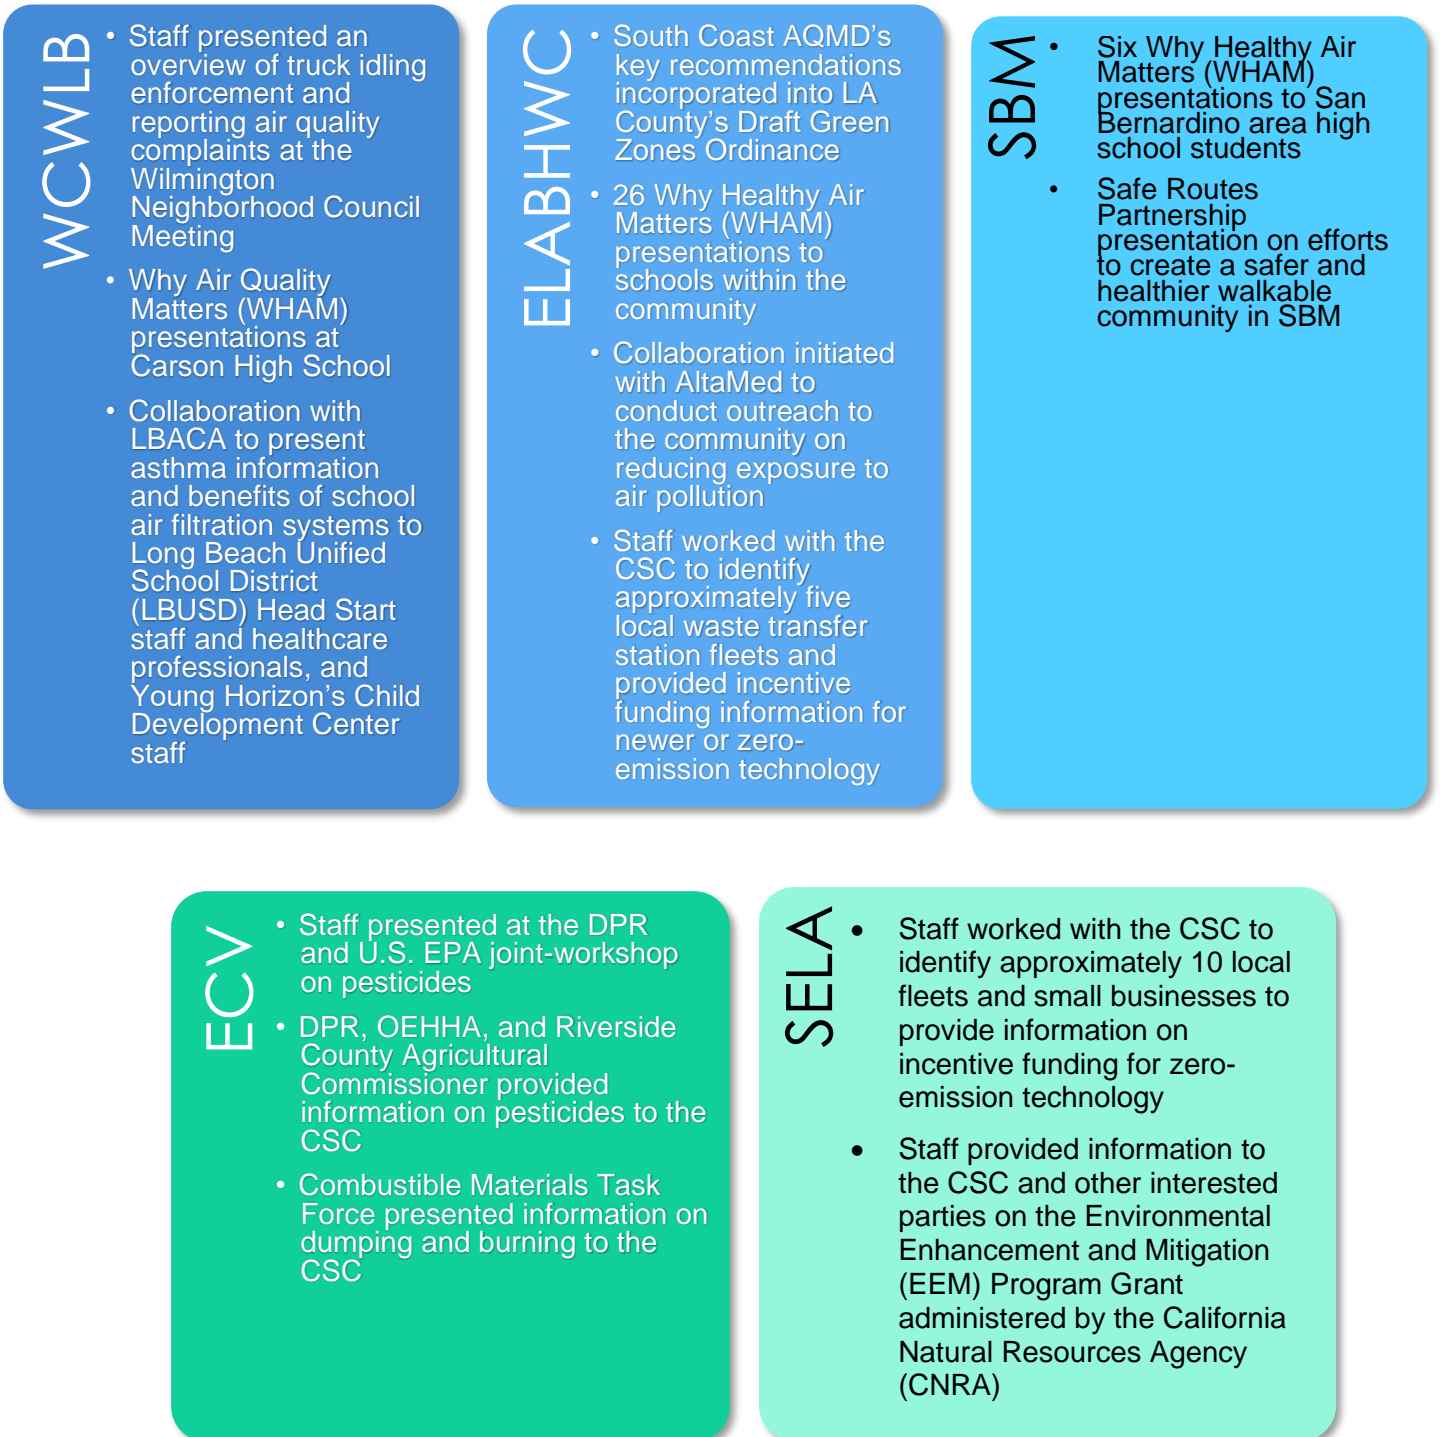 WCWLB
• Staff presented an
overview of truck idling
enforcement and
reporting air quality
complaints at the
Wilmington
Neighborhood Council
Meeting
• Why Air Quality
Matters (WHAM)
presentations at
Carson High School
• Collaboration with
LBACA to present
asthma information
and benefits of school
air filtration systems to
Long Beach Unified
School District
(LBUSD) Head Start
staff and healthcare
professionals, and
Young Horizon’s Child
Development Center
staff
ELABHWC
• South Coast AQMD’s
key recommendations
incorporated into LA
County’s Draft Green
Zones Ordinance
• 26 Why Healthy Air
Matters (WHAM)
presentations to
schools within the
community
• Collaboration initiated
with AltaMed to
conduct outreach to
the community on
reducing exposure to
air pollution
• Staff worked with the
CSC to identify
approximately five
local waste transfer
station fleets and
provided incentive
funding information for
newer or zero-
emission technology
SBM
• Six Why Healthy Air
Matters (WHAM)
presentations to San
Bernardino area high
school students
• Safe Routes
Partnership
presentation on efforts
to create a safer and
healthier walkable
community in SBM
ECV
• Staff presented at the DPR
and U.S. EPA joint-workshop
on pesticides
• DPR, OEHHA, and Riverside
County Agricultural
Commissioner provided
information on pesticides to the
CSC
• Combustible Materials Task
Force presented information on
dumping and burning to the
CSC
SELA
• Staff worked with the CSC to
identify approximately 10 local
fleets and small businesses to
provide information on
incentive funding for zero-
emission technology
• Staff provided information to
the CSC and other interested
parties on the Environmental
Enhancement and Mitigation
(EEM) Program Grant
administered by the California
Natural Resources Agency
(CNRA)